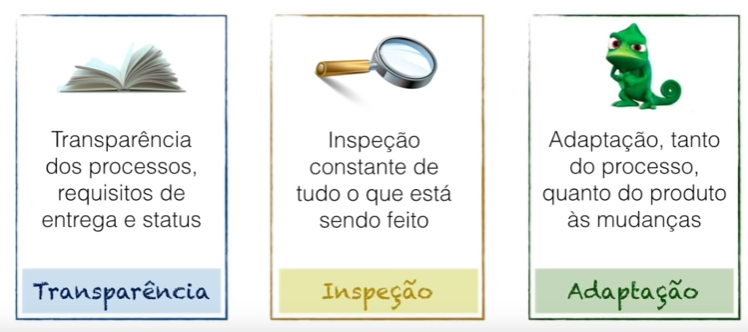 Transparência
dos processos,
requisitos de
entrega e status
Transparência
Inspeção
constante de
tudo o que está
sendo feito
Inspeção
Adaptação, tanto
do processo,
quanto do produto
às mudanças
Adaptação